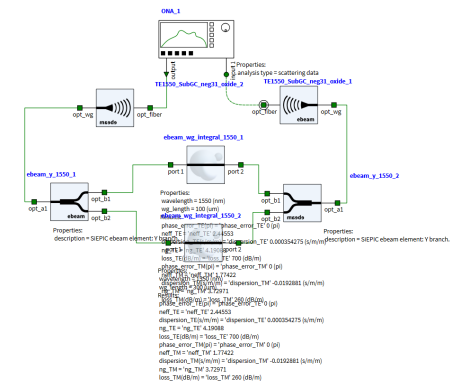 ONA_1
output
input 1
Properties:
analysis type = scattering data
TE1550_SubGC_neg31_oxide_2
TE1550_SubGC_neg31_oxide_1
opt_wg
opt_fiber
opt_fiber
opt_wg
ebeam
ebeam_wg_integral_1550_1
port 1
port 2
ebeam_y_1550_1
ebeam_y_1550_2
opt_a1
opt_b1
opt_b2
ebeam
opt_b1
opt_b2
opt_a1
ebeam
Properties:
wavelength = 1550 (nm)
wg_length = 100 (um)
ebeam_wg_integral_1550_2
Properties:
description = SiEPIC ebeam element: Y branch,
Properties:
description = SiEPIC ebeam element: Y branch,
phase_error_TE(pi) = 'phase_error_TE' 0 (pi)
neff_TE = 'neff_TE' 2.44553
dispersion_TE(s/m/m) = 'dispersion_TE' 0.000354275 (s/m/m)
ng_TE = 'ng_TE' 4.19088
port 2
loss_TE(dB/m) = 'loss_TE' 700 (dB/m)
phase_error_TM(pi) = 'phase_error_TM' 0 (pi)
neff_TM = 'neff_TM' 1.77422
dispersion_TM(s/m/m) = 'dispersion_TM' -0.0192881 (s/m/m)
ng_TM = 'ng_TM' 3.72971
loss_TM(dB/m) = 'loss_TM' 260 (dB/m)
Results:
phase_error_TE(pi) = 'phase_error_TE' 0 (pi)
neff_TE = 'neff_TE' 2.44553
dispersion_TE(s/m/m) = 'dispersion_TE' 0.000354275 (s/m/m)
ng_TE = 'ng_TE' 4.19088
loss_TE(dB/m) = 'loss_TE' 700 (dB/m)
phase_error_TM(pi) = 'phase_error_TM' 0 (pi)
neff_TM = 'neff_TM' 1.77422
dispersion_TM(s/m/m) = 'dispersion_TM' -0.0192881 (s/m/m)
ng_TM = 'ng_TM' 3.72971
loss_TM(dB/m) = 'loss_TM' 260 (dB/m)